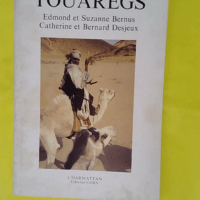 TOUAREGS
Edmond et Suzanne Bernus
Catherine et Bernard Desjeux
L'HARMATTAN